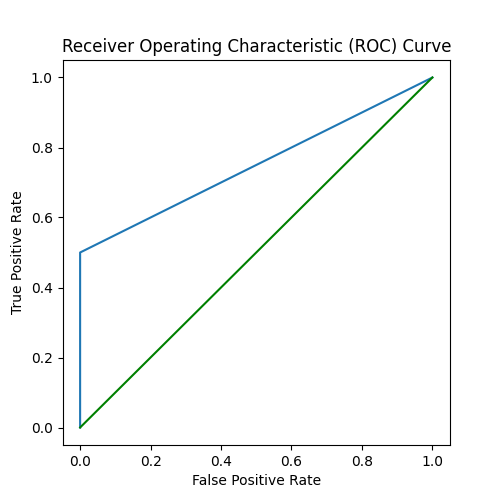 Receiver Operating Characteristic (ROC) Curve
1.0
0.8
0.6
0.4
0.2
0.0
True Positive Rate
0.0 0.2 0.4 0.6 0.8 1.0
False Positive Rate